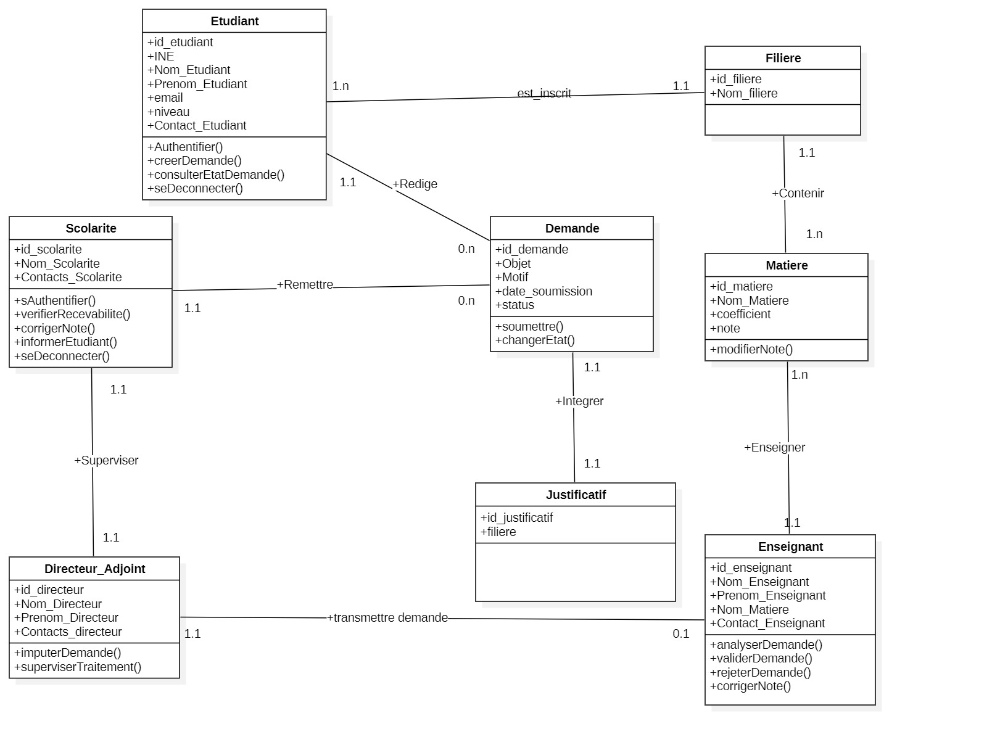 Etudiant
+id_etudiant
+INE
+Nom_Etudiant
+Prenom_Etudiant
+email
+niveau
+Contact_Etudiant
+Authentifier()
+creerDemande()
+consulterEtatDemande()
+seDeconnecter()
1.n
est_inscrit
1.1
Filiere
+id_filiere
+Nom_filiere
1.1
+Redige
0.n
1.1
+Contenir
1.n
Scolarite
+id_scolarite
+Nom_Scolarite
+Contacts_Scolarite
+sAuthentifier()
+verifierRecevabilite()
+corrigerNote()
+informerEtudiant()
+seDeconnecter()
+Remettre
1.1
0.n
Demande
+id_demande
+Objet
+Motif
+date_soumission
+status
+soumettre()
+changerEtat()
Matiere
+id_matiere
+Nom_Matiere
+coefficient
+note
+modifierNote()
1.1
+Superviser
1.1
1.1
+Integrer
1.1
1.n
+Enseigner
1.1
Justificatif
+id_justificatif
+filiere
Directeur_Adjoint
+id_directeur
+Nom_Directeur
+Prenom_Directeur
+Contacts_directeur
+imputerDemande()
+superviserTraitement()
+transmettre demande
1.1
0.1
Enseignant
+id_enseignant
+Nom_Enseignant
+Prenom_Enseignant
+Nom_Matiere
+Contact_Enseignant
+analyserDemande()
+validerDemande()
+rejeterDemande()
+corrigerNote()